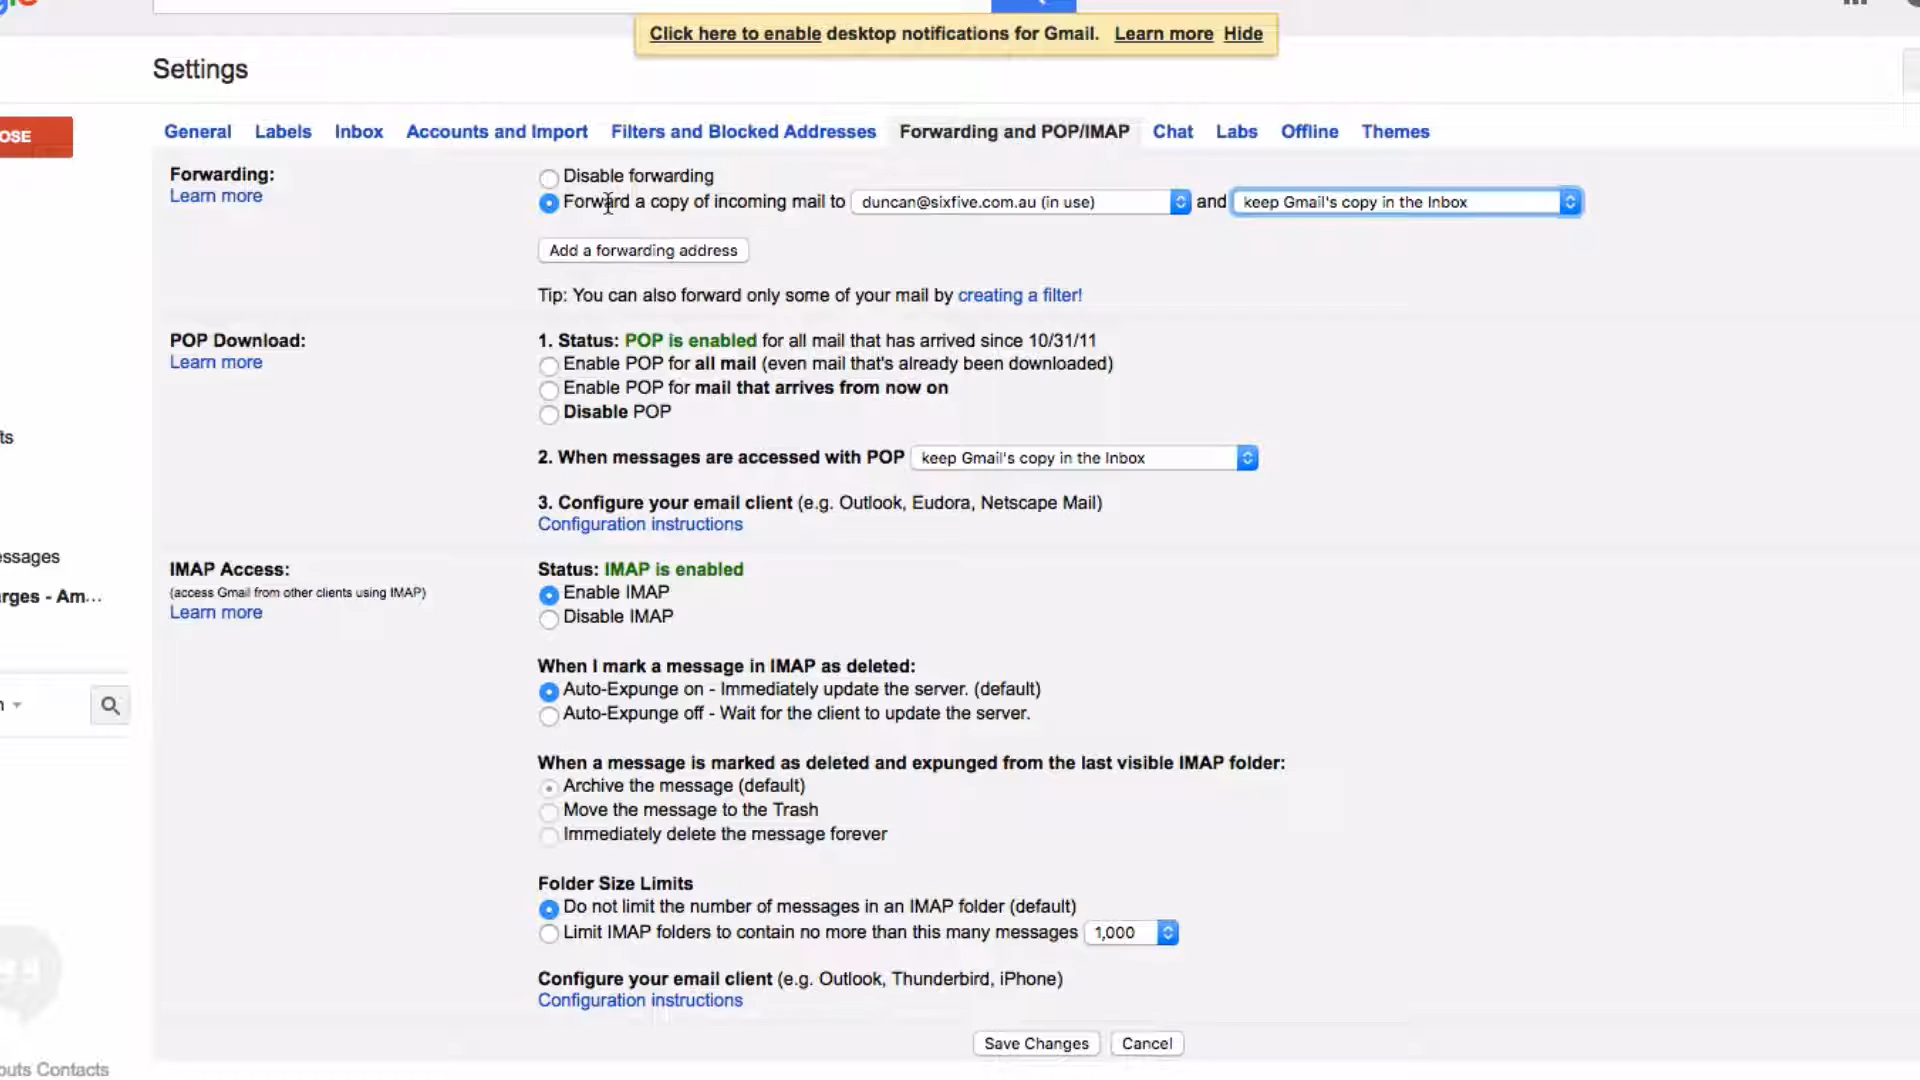 Click here to enable desktop notifications for Gmail. Learn more Hide
Settings
OSE
General Labels Inbox Accounts and Import Filters and Blocked Addresses Forwarding and POP/IMAP Chat Labs Offline Themes
Forwarding:
Learn more
Disable forwarding
Forward a copy of incoming mail to duncan@sixfive.com.au (in use) and keep Gmail's copy in the Inbox
Add a forwarding address
Tip: You can also forward only some of your mail by creating a filter!
POP Download:
Learn more
1. Status: POP is enabled for all mail that has arrived since 10/31/11
Enable POP for all mail (even mail that's already been downloaded)
Enable POP for mail that arrives from now on
Disable POP
ts
2. When messages are accessed with POP keep Gmail's copy in the Inbox
3. Configure your email client (e.g. Outlook, Eudora, Netscape Mail)
Configuration instructions
essages
rges - Am...
IMAP Access:
(access Gmail from other clients using IMAP)
Learn more
Status: IMAP is enabled
Enable IMAP
Disable IMAP
When I mark a message in IMAP as deleted:
Auto-Expunge on - Immediately update the server. (default)
Auto-Expunge off - Wait for the client to update the server.
When a message is marked as deleted and expunged from the last visible IMAP folder:
Archive the message (default)
Move the message to the Trash
Immediately delete the message forever
Folder Size Limits
Do not limit the number of messages in an IMAP folder (default)
Limit IMAP folders to contain no more than this many messages 1,000
Configure your email client (e.g. Outlook, Thunderbird, iPhone)
Configuration instructions
Save Changes Cancel
outs Contacts